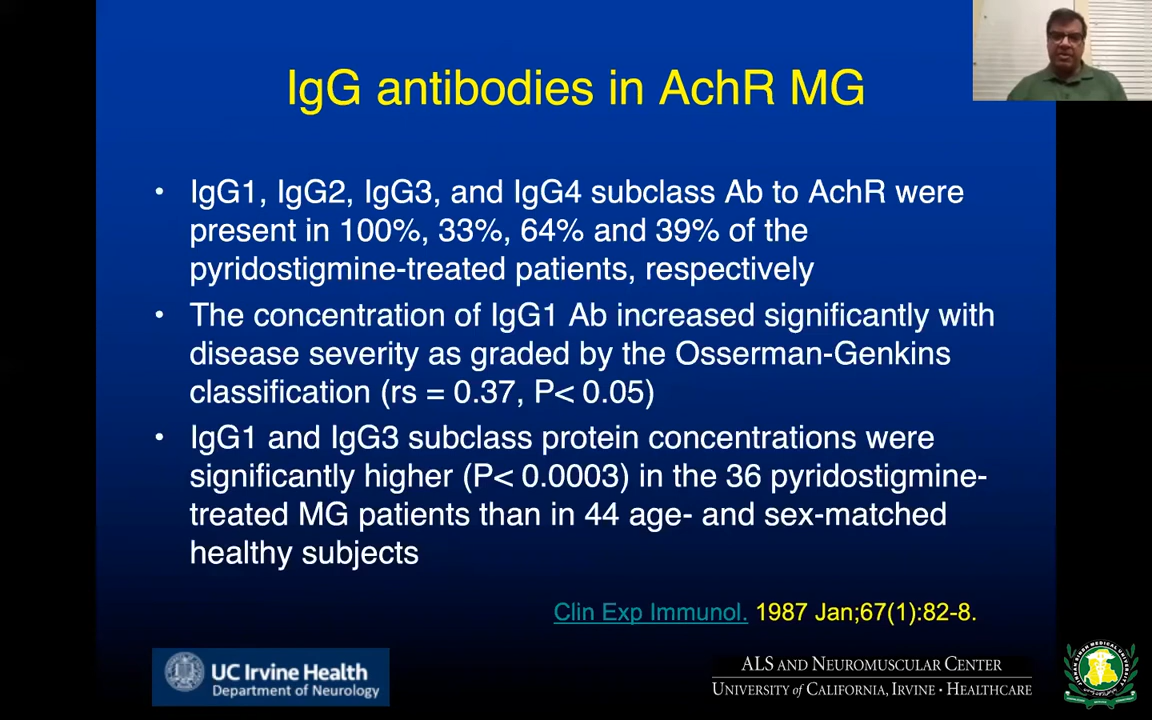 IgG antibodies in AchR MG
• IgG1, IgG2, IgG3, and IgG4 subclass Ab to AchR were
present in 100%, 33%, 64% and 39% of the
pyridostigmine-treated patients, respectively
• The concentration of IgG1 Ab increased significantly with
disease severity as graded by the Osserman-Genkins
classification (rs = 0.37, P< 0.05)
• IgG1 and IgG3 subclass protein concentrations were
significantly higher (P< 0.0003) in the 36 pyridostigmine-
treated MG patients than in 44 age- and sex-matched
healthy subjects
Clin Exp Immunol. 1987 Jan;67(1):82-8.
UC Irvine Health
Department of Neurology
ALS AND NEUROMUSCULAR CENTER
UNIVERSITY of CALIFORNIA, IRVINE • HEALTHCARE